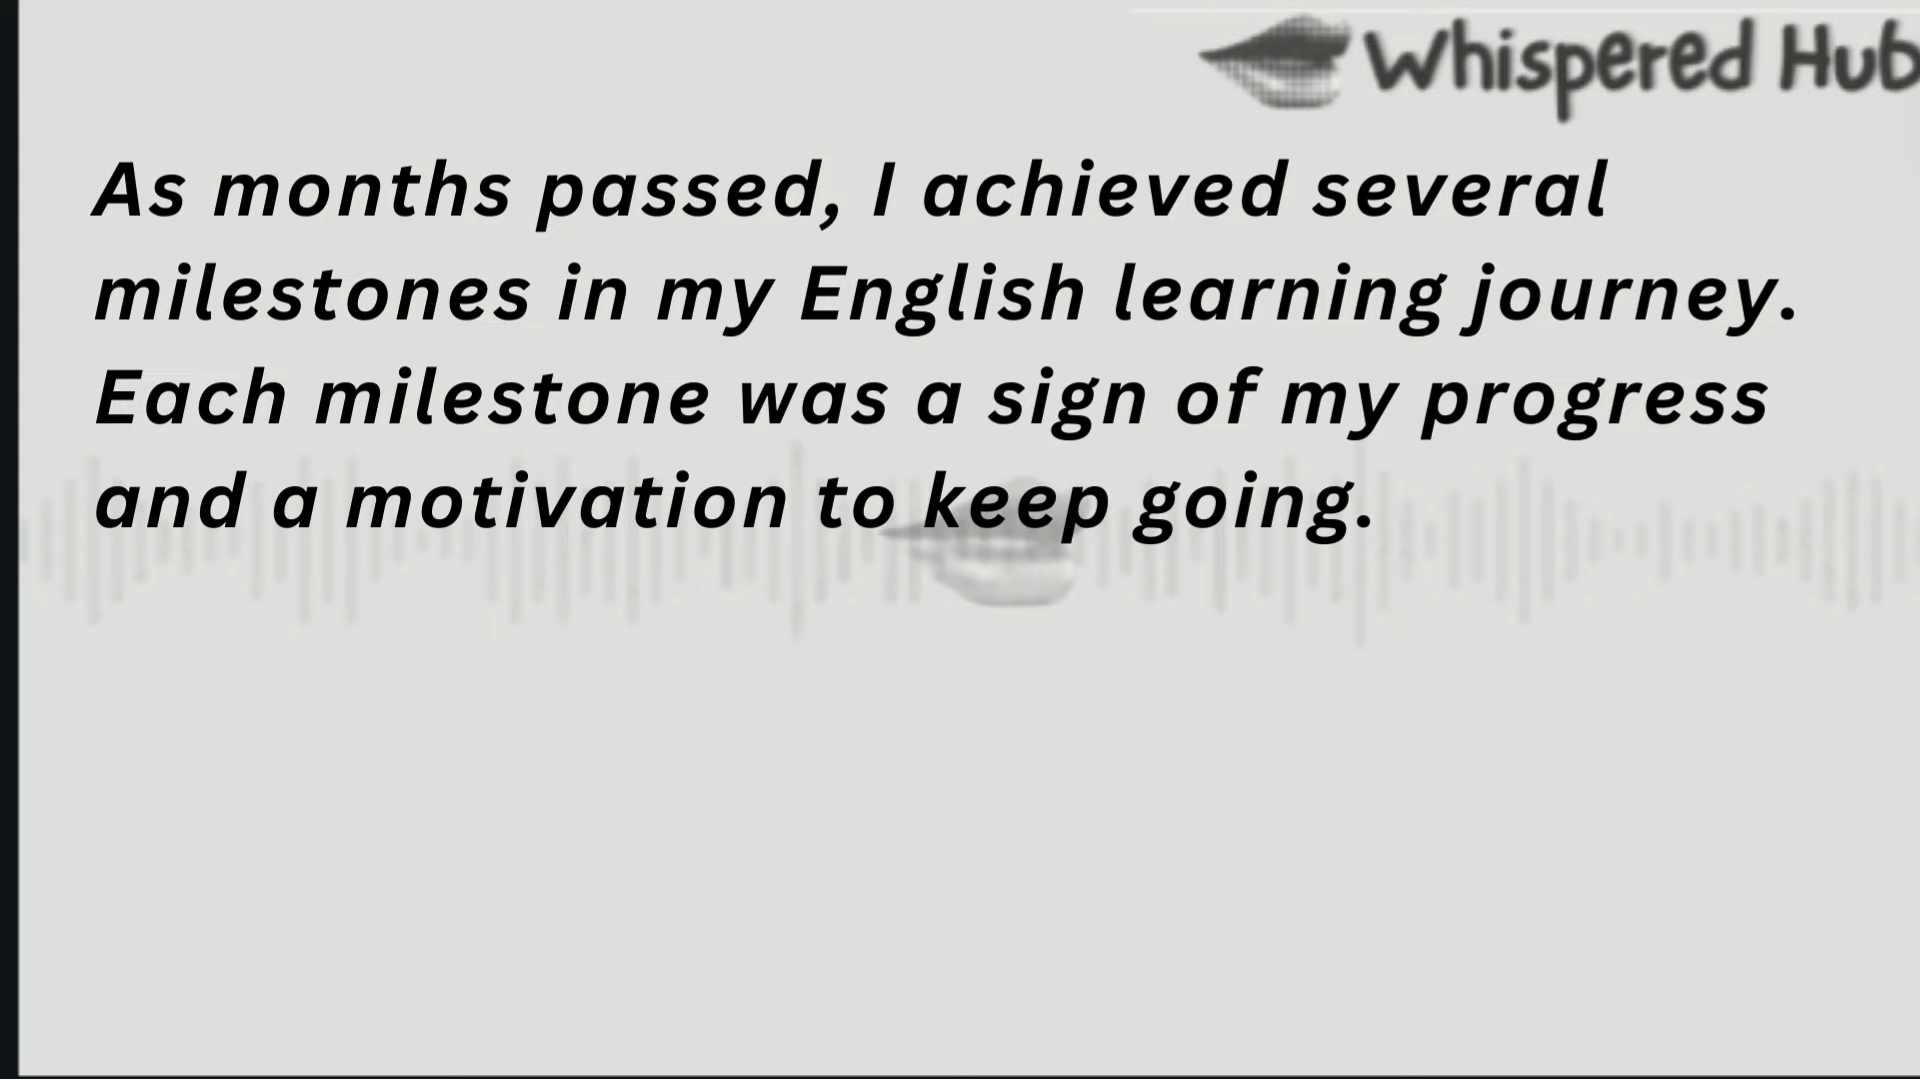 Whispered Hub
As months passed, I achieved several
milestones in my English learning journey.
Each milestone was a sign of my progress
and a motivation to keep going.